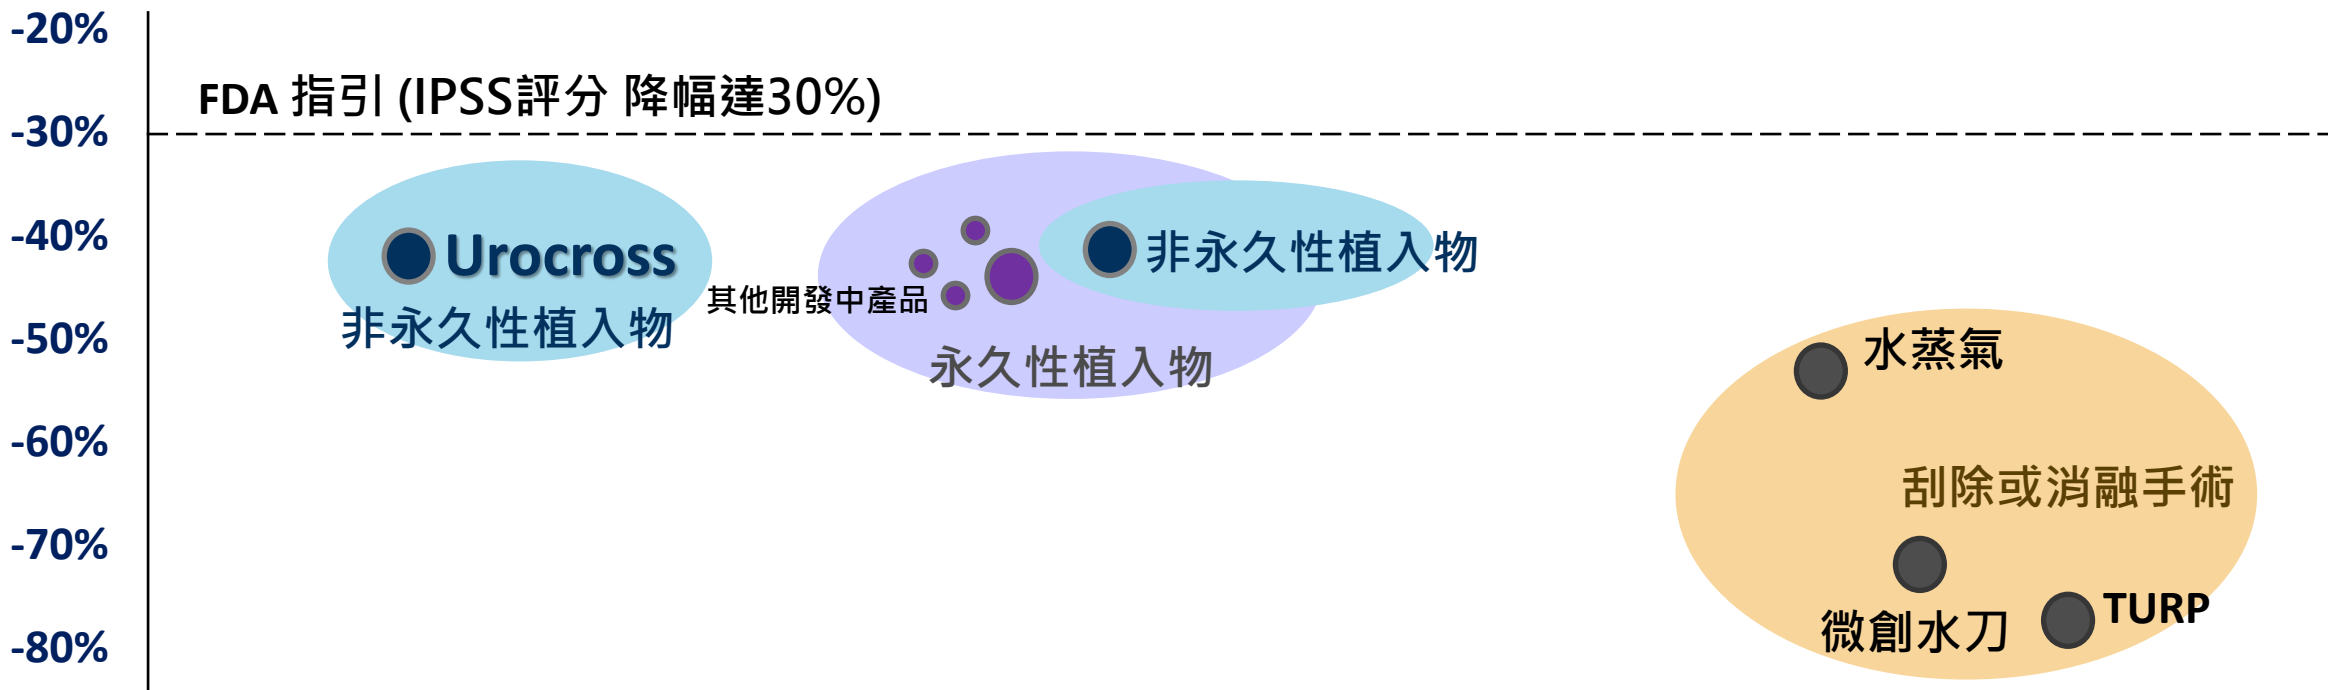 -20%
FDA 指引 (IPSS評分 降幅達30%)
-30%
-40%
Urocross
非永久性植入物
其他開發中產品
非永久性植入物
-50%
永久性植入物
水蒸氣
-60%
刮除或消融手術
-70%
TURP
微創水刀
-80%